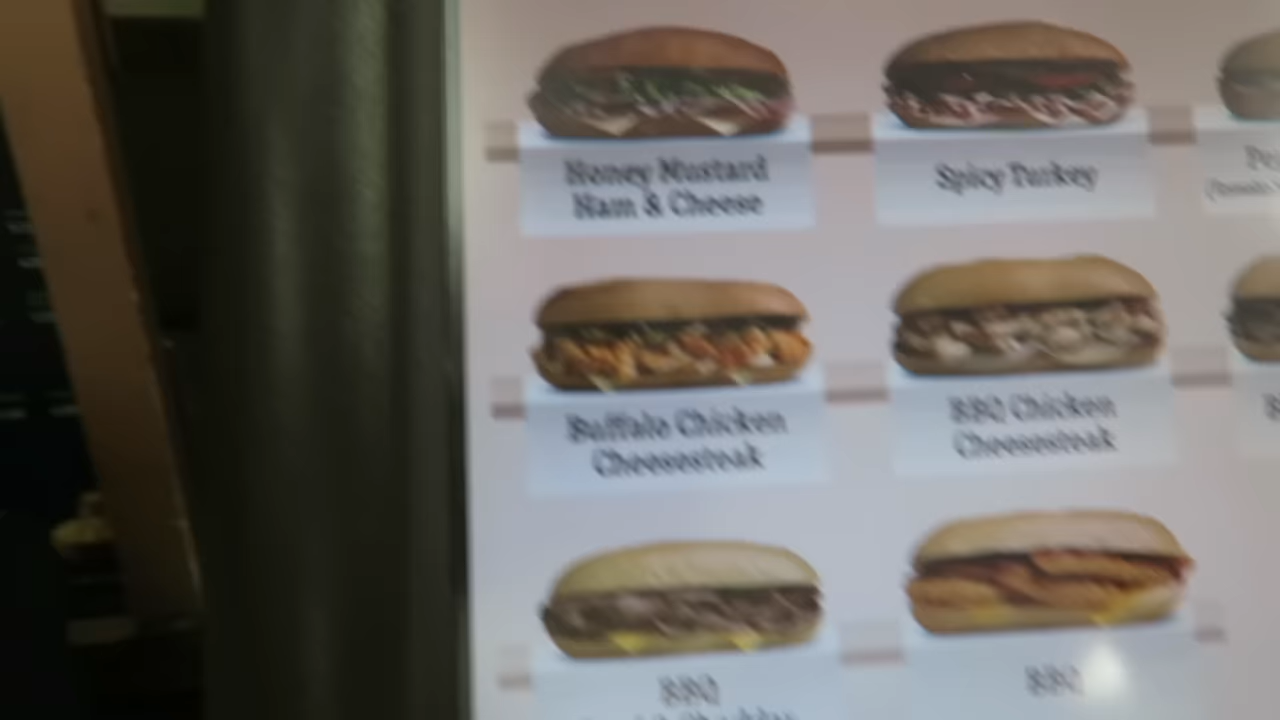 Honey Mustard
Ham & Cheese
Spicy Turkey
Buffalo Chicken
Cheesesteak
BBQ Chicken
Cheesesteak
BBQ
BBQ